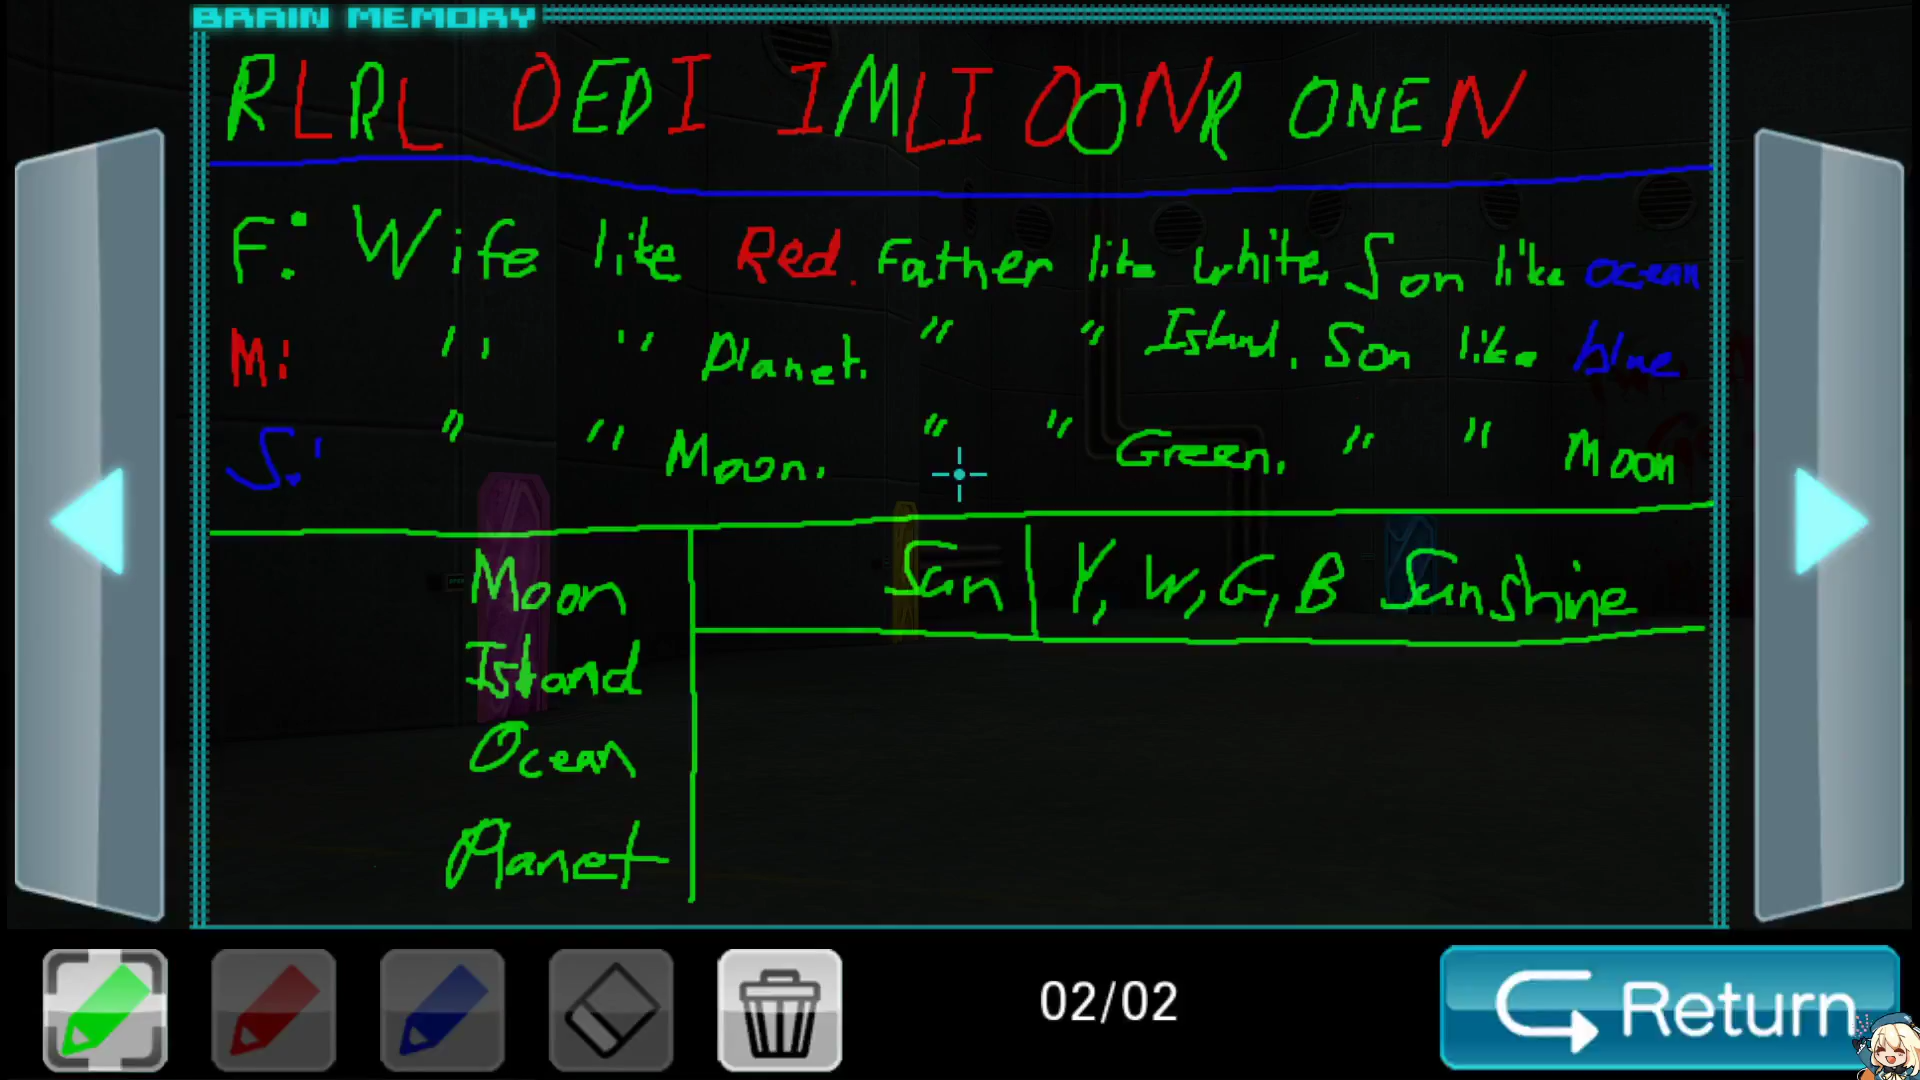 BRAIN MEMORY
RLRL OEDI IMLI OONR ONEN
F: Wife like Red. Father like white. Son like ocean
M: " " Planet. " " Island. Son like blue
S: " " Moon. " " Green. " " Moon
Moon
Sun Y, W, G, B Sunshine
Island
Ocean
Planet
02/02
Return